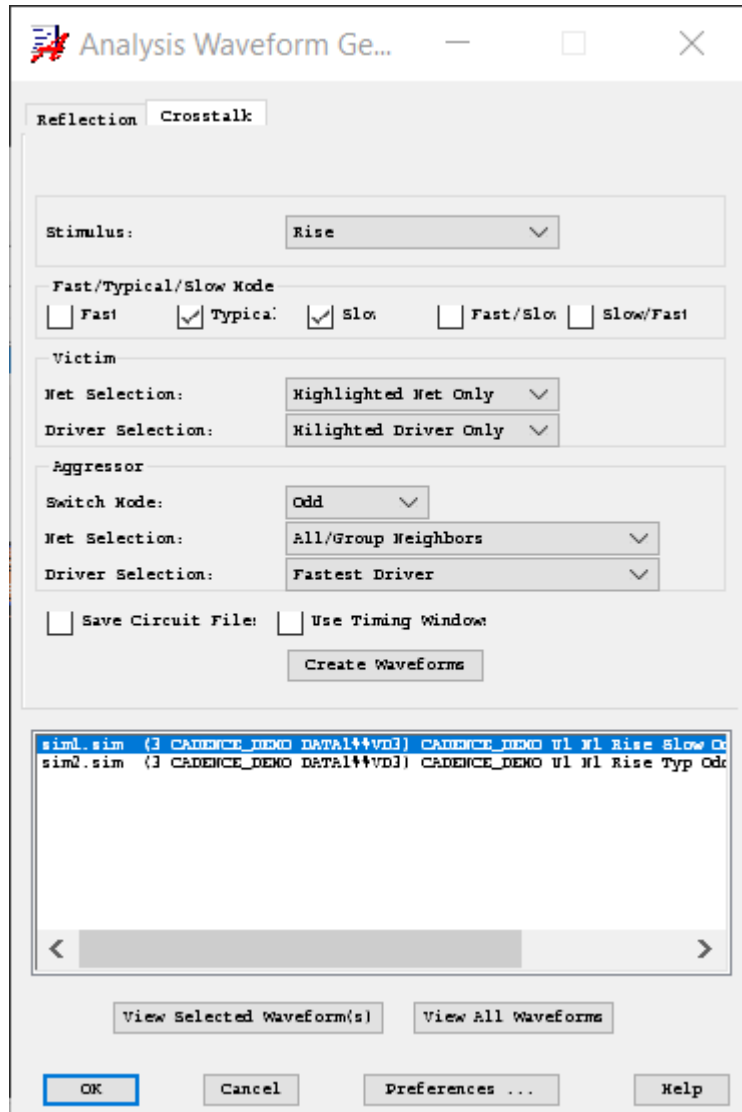 Analysis Waveform Ge...
Reflection Crosstalk
Stimulus: Rise
Fast/Typical/Slow Mode
Fast Typical Slow Fast/Slow Slow/Fast
Victim
Net Selection: Highlighted Net Only
Driver Selection: Hilighted Driver Only
Aggressor
Switch Mode: Odd
Net Selection: All/Group Neighbors
Driver Selection: Fastest Driver
Save Circuit Files Use Timing Windows
Create Waveforms
sim1.sim (3 CADENCE_DEMO DATA1 VD3) CADENCE_DEMO U1 N1 Rise Slow Od
sim2.sim (3 CADENCE_DEMO DATA1 VD3) CADENCE_DEMO U1 N1 Rise Typ Odd
View Selected Waveform(s) View All Waveforms
OK Cancel Preferences ... Help